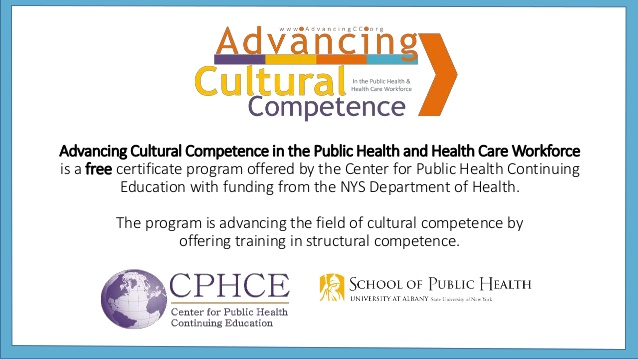 www●AdvancingCC●org
Advancing
Cultural
In the Public Health &
Health Care Workforce
Competence
Advancing Cultural Competence in the Public Health and Health Care Workforce
is a free certificate program offered by the Center for Public Health Continuing
Education with funding from the NYS Department of Health.
The program is advancing the field of cultural competence by
offering training in structural competence.
CPHCE
Center for Public Health
Continuing Education
SCHOOL OF PUBLIC HEALTH
UNIVERSITY AT ALBANY State University of New York